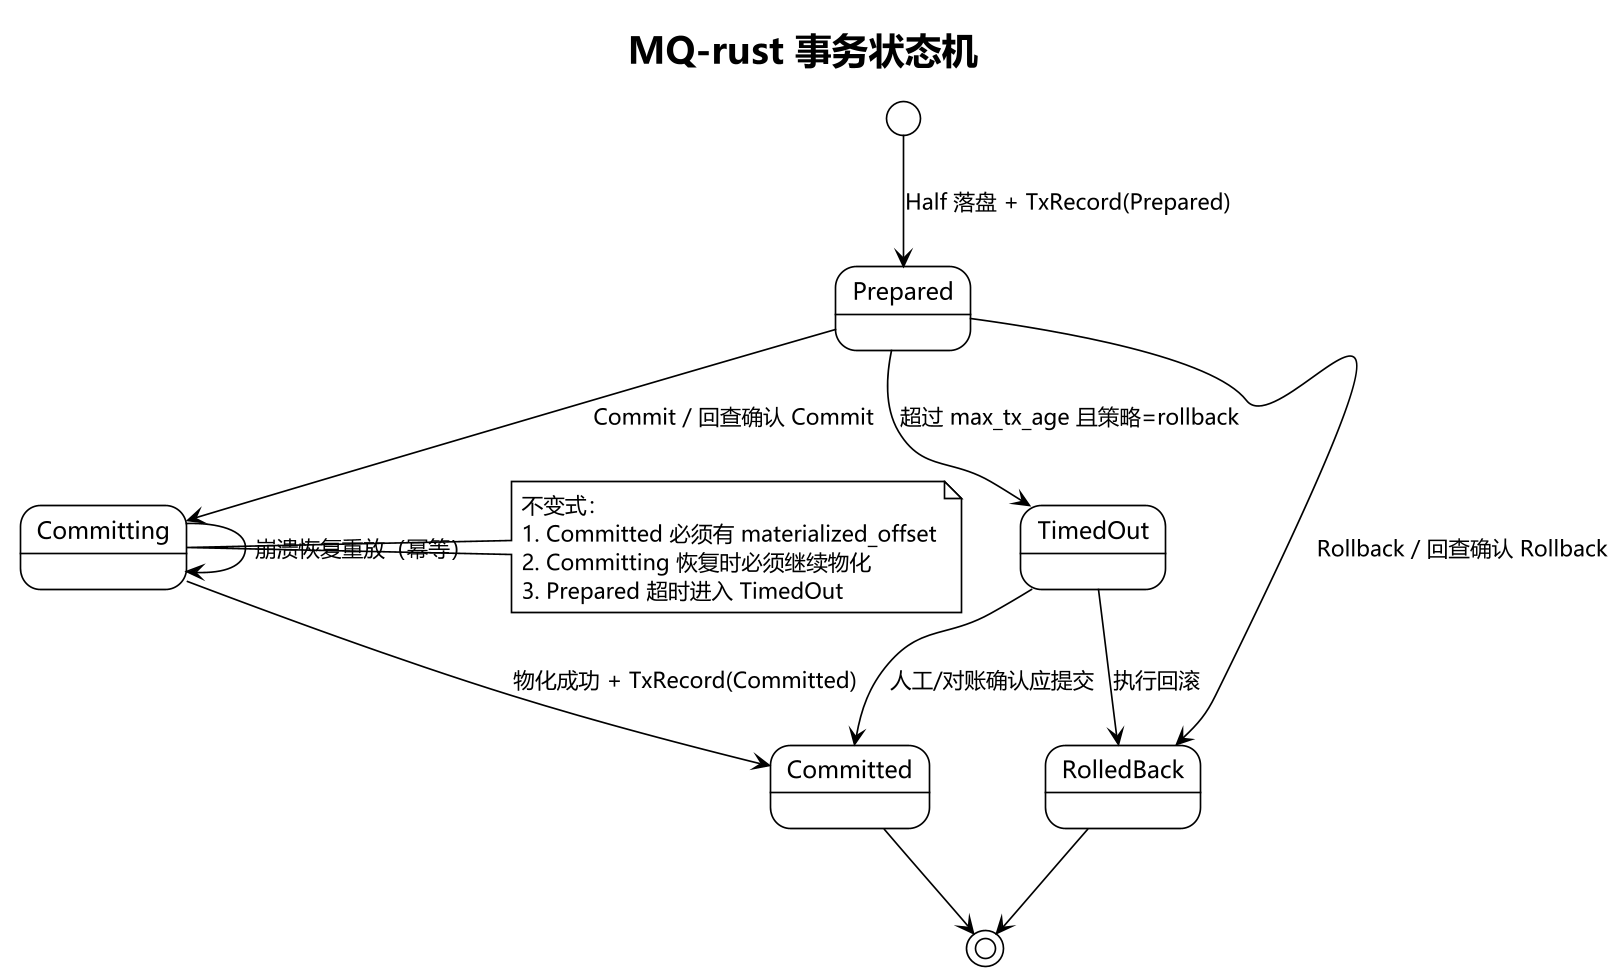 MQ-rust 事务状态机
Half 落盘 + TxRecord(Prepared)
Prepared
Commit / 回查确认 Commit
超过 max_tx_age 且策略=rollback
Committing
崩溃恢复重放（幂等）
不变式：
1. Committed 必须有 materialized_offset
2. Committing 恢复时必须继续物化
3. Prepared 超时进入 TimedOut
TimedOut
Rollback / 回查确认 Rollback
物化成功 + TxRecord(Committed)
人工/对账确认应提交
执行回滚
Committed
RolledBack